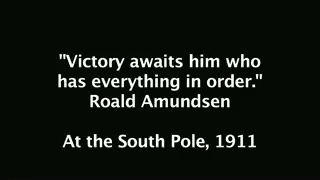 "Victory awaits him who
has everything in order."
Roald Amundsen
At the South Pole, 1911